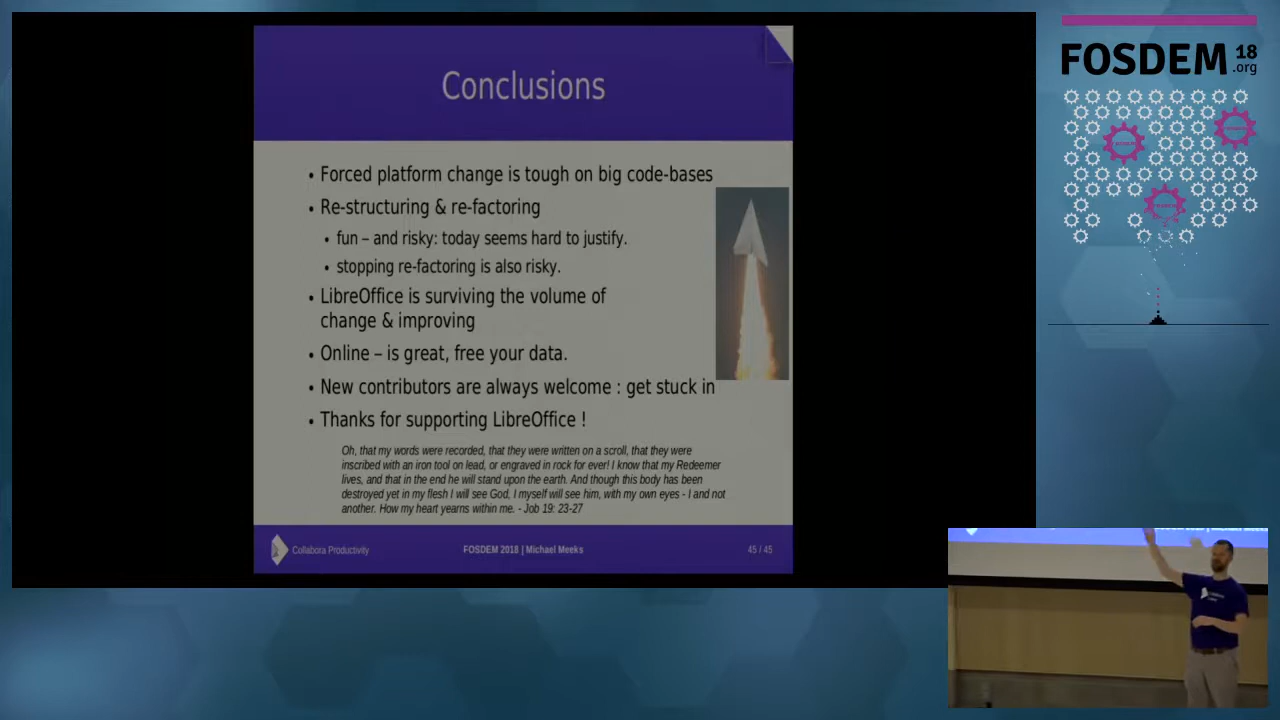 Conclusions
FOSDEM 18
.org
• Forced platform change is tough on big code-bases
• Re-structuring & re-factoring
• fun – and risky: today seems hard to justify.
• stopping re-factoring is also risky.
• LibreOffice is surviving the volume of
change & improving
• Online – is great, free your data.
• New contributors are always welcome : get stuck in
• Thanks for supporting LibreOffice !
Oh, that my words were recorded, that they were written on a scroll, that they were
inscribed with an iron tool on lead, or engraved in rock for ever! I know that my Redeemer
lives, and that in the end he will stand upon the earth. And though this body has been
destroyed yet in my flesh I will see God, I myself will see him, with my own eyes - I and not
another. How my heart yearns within me. - Job 19: 23-27
Collabora Productivity
FOSDEM 2018 | Michael Meeks
45 / 45